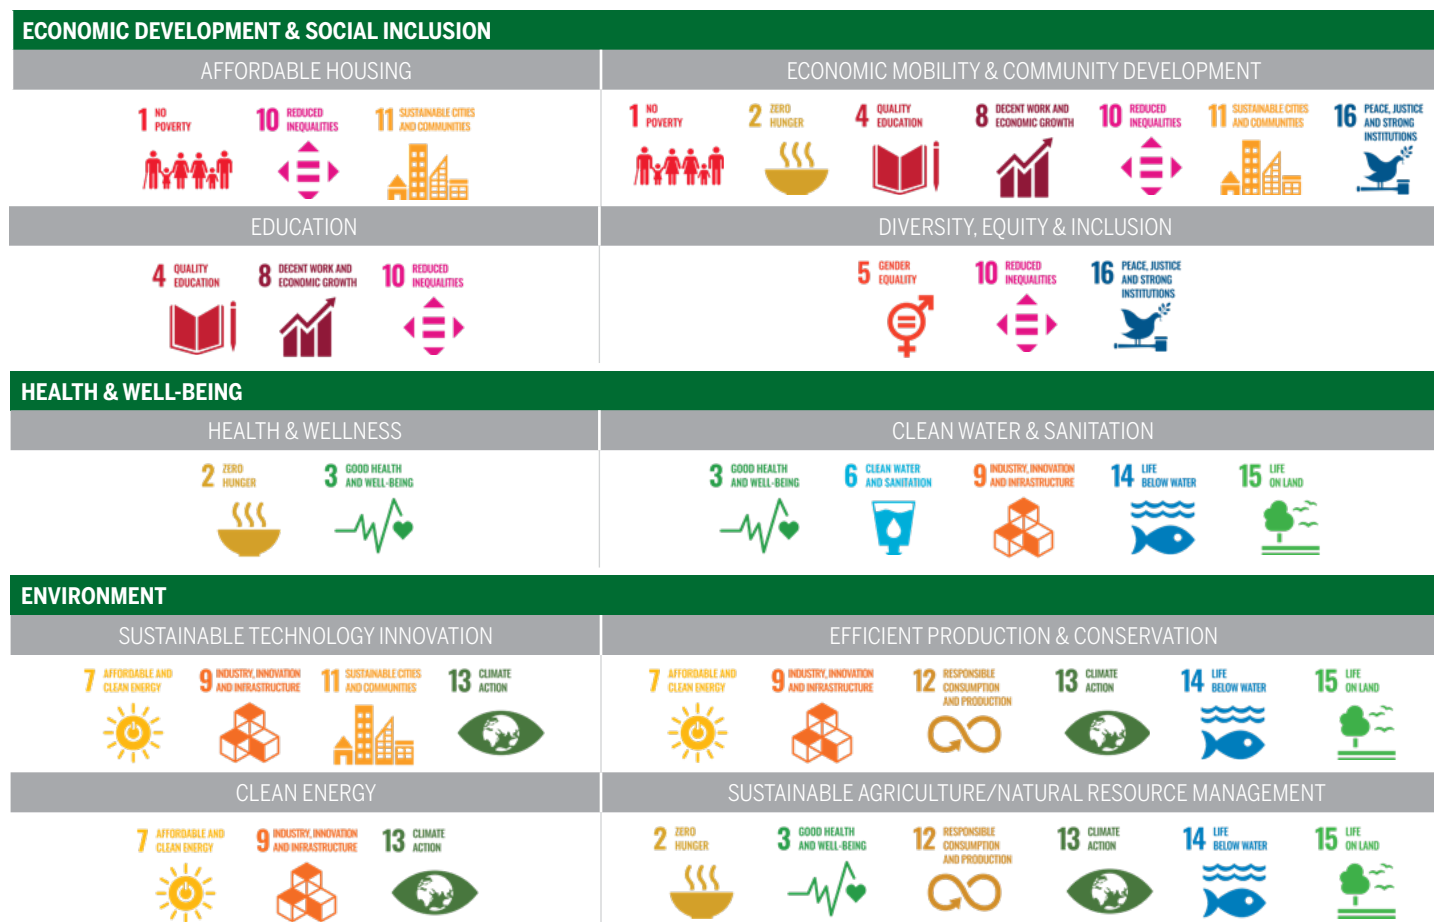 ECONOMIC DEVELOPMENT & SOCIAL INCLUSION
AFFORDABLE HOUSING
1 NO
POVERTY
10 REDUCED
INEQUALITIES
11 SUSTAINABLE CITIES
AND COMMUNITIES
ECONOMIC MOBILITY & COMMUNITY DEVELOPMENT
1 NO
POVERTY
2 ZERO
HUNGER
4 QUALITY
EDUCATION
8 DECENT WORK AND
ECONOMIC GROWTH
10 REDUCED
INEQUALITIES
11 SUSTAINABLE CITIES
AND COMMUNITIES
16 PEACE, JUSTICE
AND STRONG
INSTITUTIONS
EDUCATION
4 QUALITY
EDUCATION
8 DECENT WORK AND
ECONOMIC GROWTH
10 REDUCED
INEQUALITIES
DIVERSITY, EQUITY & INCLUSION
5 GENDER
EQUALITY
10 REDUCED
INEQUALITIES
16 PEACE, JUSTICE
AND STRONG
INSTITUTIONS
HEALTH & WELL-BEING
HEALTH & WELLNESS
2 ZERO
HUNGER
3 GOOD HEALTH
AND WELL-BEING
CLEAN WATER & SANITATION
3 GOOD HEALTH
AND WELL-BEING
6 CLEAN WATER
AND SANITATION
9 INDUSTRY, INNOVATION
AND INFRASTRUCTURE
14 LIFE
BELOW WATER
15 LIFE
ON LAND
ENVIRONMENT
SUSTAINABLE TECHNOLOGY INNOVATION
7 AFFORDABLE AND
CLEAN ENERGY
9 INDUSTRY, INNOVATION
AND INFRASTRUCTURE
11 SUSTAINABLE CITIES
AND COMMUNITIES
13 CLIMATE
ACTION
EFFICIENT PRODUCTION & CONSERVATION
7 AFFORDABLE AND
CLEAN ENERGY
9 INDUSTRY, INNOVATION
AND INFRASTRUCTURE
12 RESPONSIBLE
CONSUMPTION
AND PRODUCTION
13 CLIMATE
ACTION
14 LIFE
BELOW WATER
15 LIFE
ON LAND
CLEAN ENERGY
7 AFFORDABLE AND
CLEAN ENERGY
9 INDUSTRY, INNOVATION
AND INFRASTRUCTURE
13 CLIMATE
ACTION
SUSTAINABLE AGRICULTURE/NATURAL RESOURCE MANAGEMENT
2 ZERO
HUNGER
3 GOOD HEALTH
AND WELL-BEING
12 RESPONSIBLE
CONSUMPTION
AND PRODUCTION
13 CLIMATE
ACTION
14 LIFE
BELOW WATER
15 LIFE
ON LAND